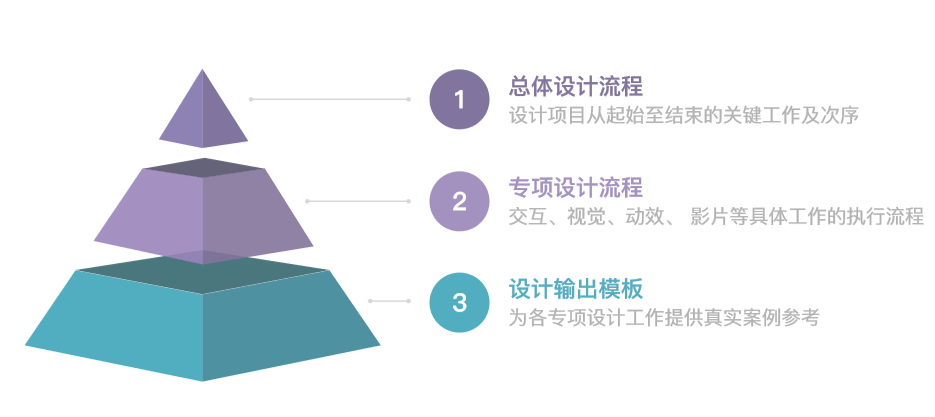 1
总体设计流程
设计项目从起始至结束的关键工作及次序
2
专项设计流程
交互、视觉、动效、 影片等具体工作的执行流程
3
设计输出模板
为各专项设计工作提供真实案例参考